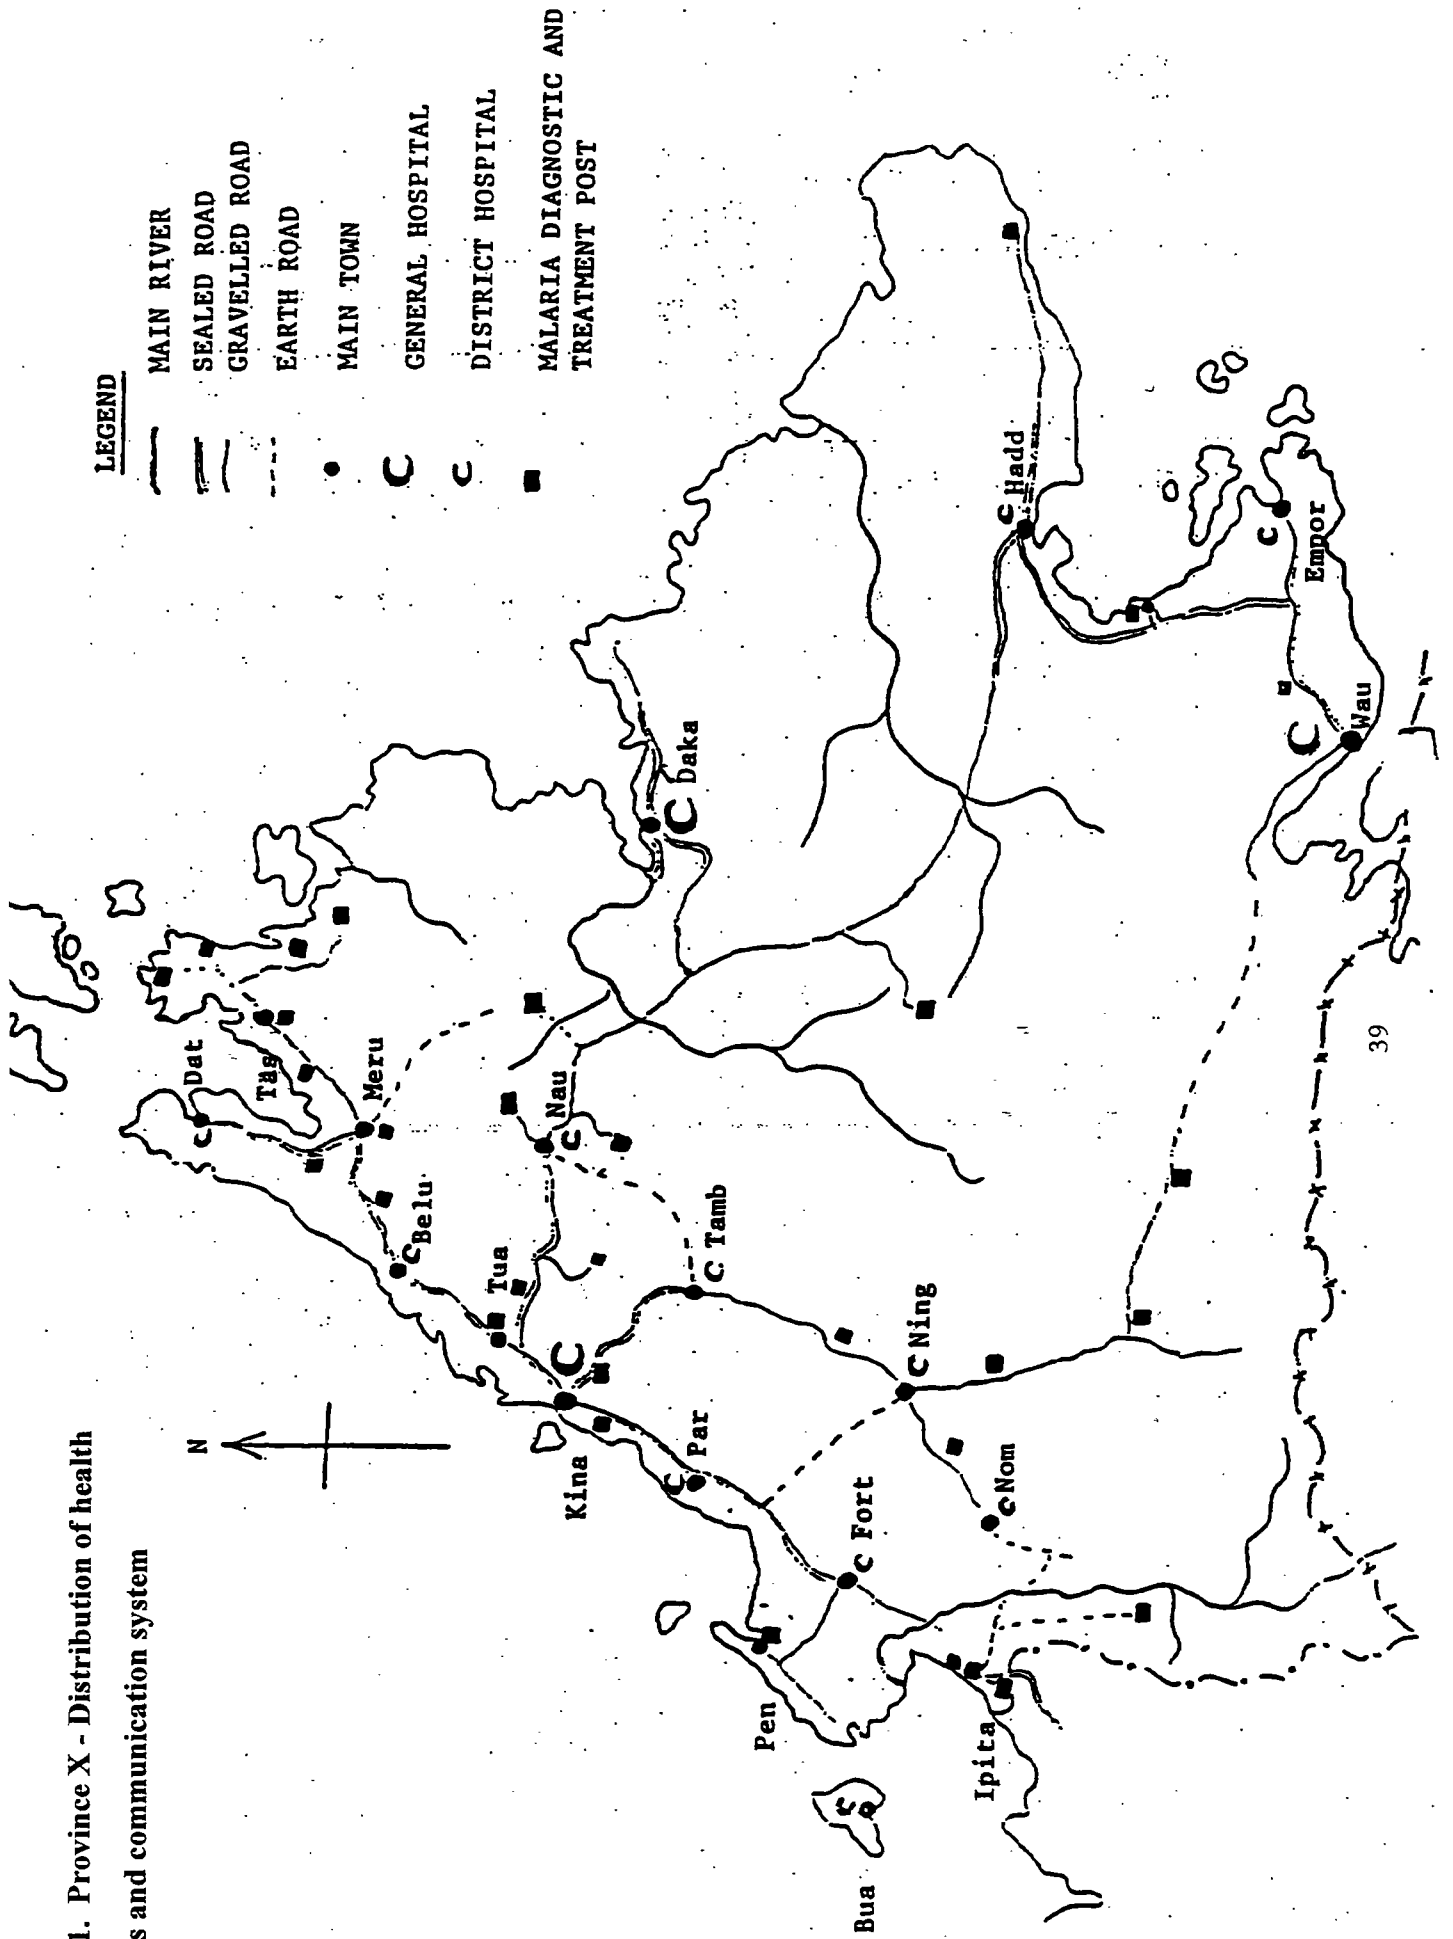 1. Province X - Distribution of health
s and communication system
LEGEND
MAIN RIVER
SEALED ROAD
GRAVELLED ROAD
EARTH ROAD
MAIN TOWN
C GENERAL HOSPITAL
C DISTRICT HOSPITAL
MALARIA DIAGNOSTIC AND
TREATMENT POST
N
Dat
C
Tas
Meru
Belu
C
Tua
Nau
C
C
Kina
C Tamb
C Daka
Par
C
C Ning
C Fort
C Nom
Pen
Bua
C
Ipita
C Hadd
C
Empor
C
Wau
39